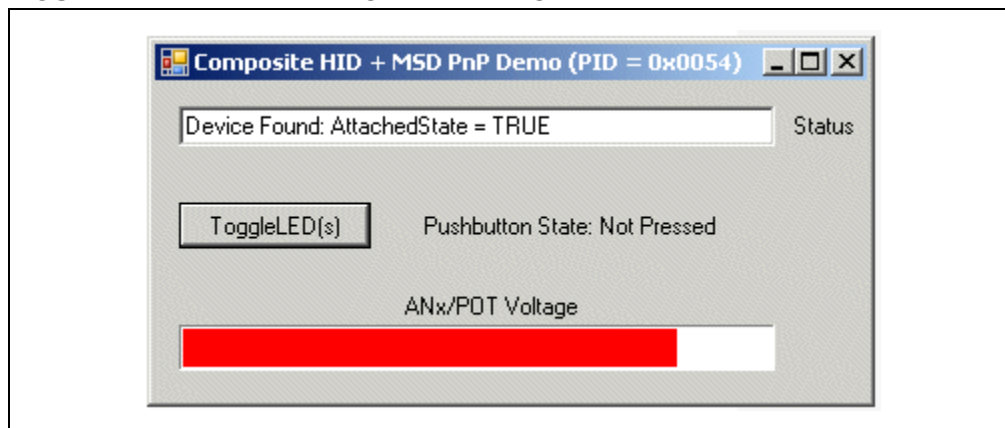 Composite HID + MSD PnP Demo (PID = 0x0054)
Device Found: AttachedState = TRUE
Status
ToggleLED(s)
Pushbutton State: Not Pressed
ANx/POT Voltage